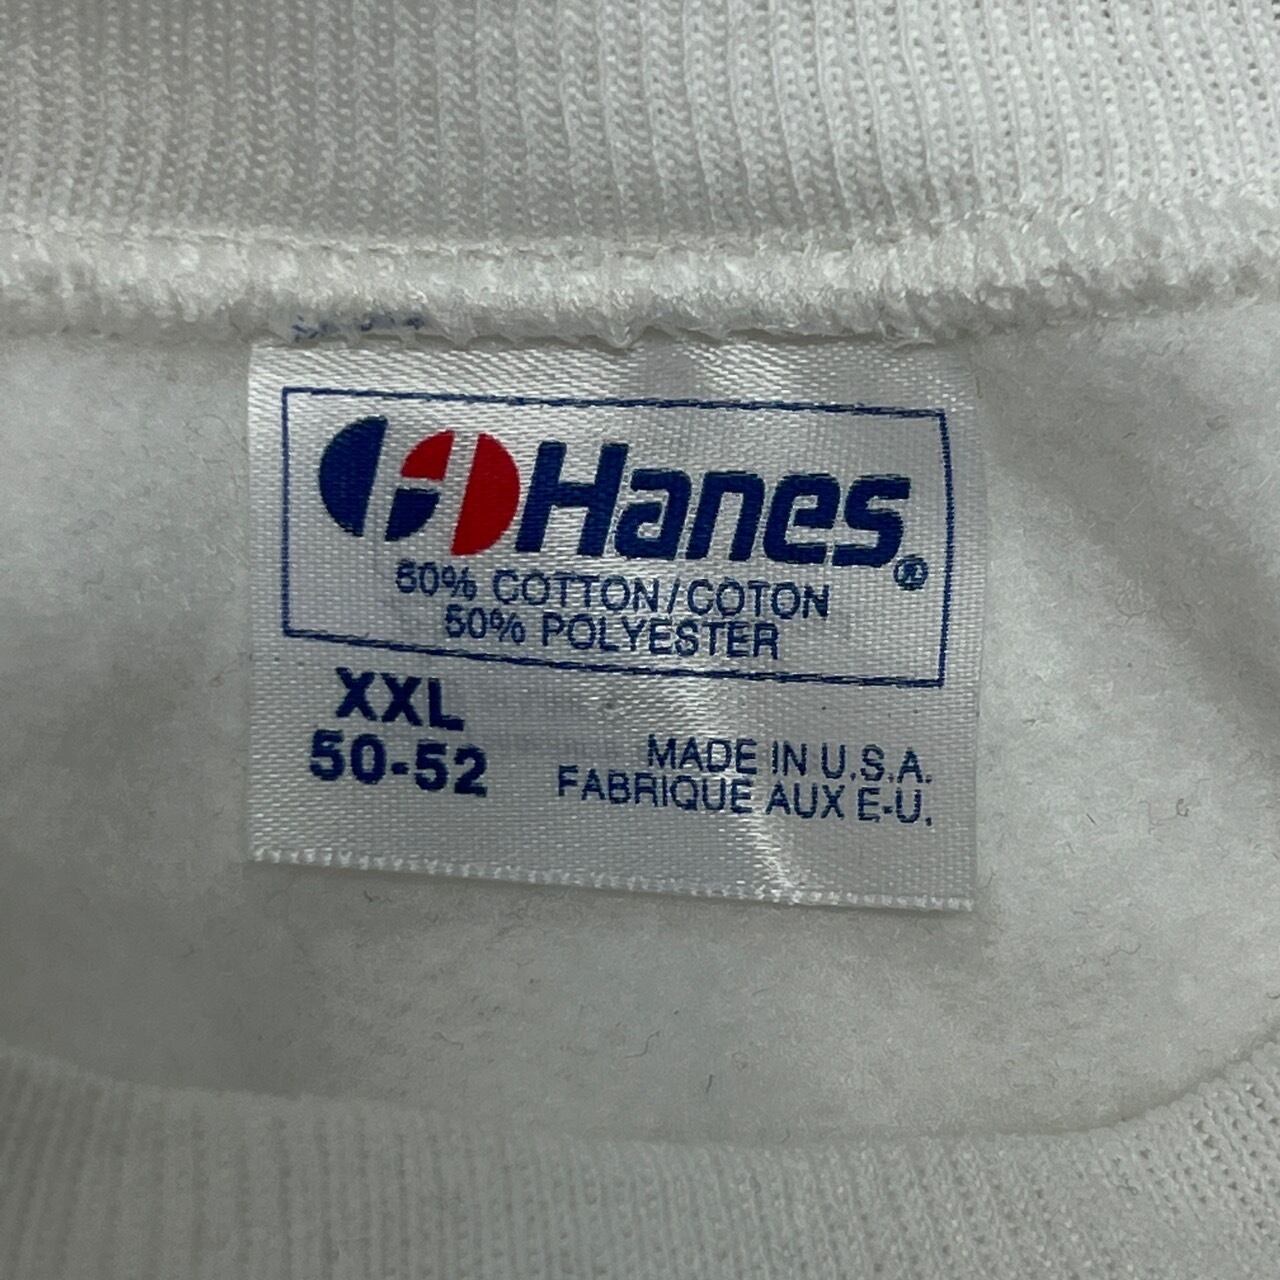 Hanes®
50% COTTON/COTON
50% POLYESTER
XXL
50-52
MADE IN U.S.A.
FABRIQUE AUX E-U.